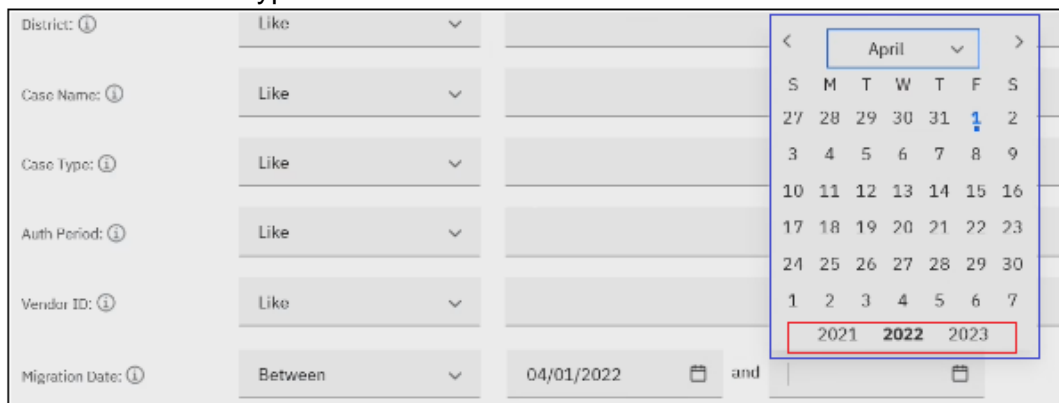 District: Like
April
S M T W T F S
Case Name: Like
27 28 29 30 31 1 2
Case Type: Like
3 4 5 6 7 8 9
10 11 12 13 14 15 16
Auth Period: Like
17 18 19 20 21 22 23
24 25 26 27 28 29 30
Vendor ID: Like
1 2 3 4 5 6 7
2021 2022 2023
Migration Date: Between 04/01/2022 and